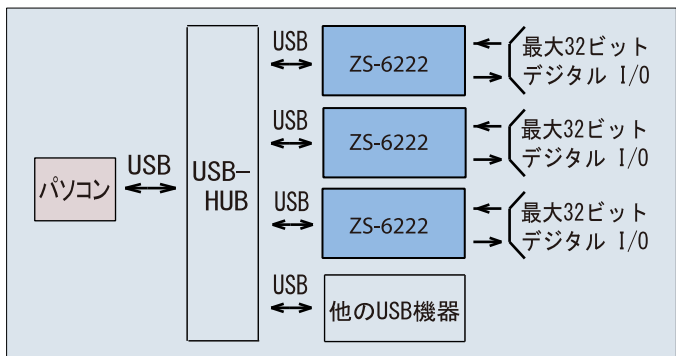 パソコン
USB
USB-
HUB
USB
ZS-6222
最大32ビット
デジタル I/O
USB
ZS-6222
最大32ビット
デジタル I/O
USB
ZS-6222
最大32ビット
デジタル I/O
USB
他のUSB機器